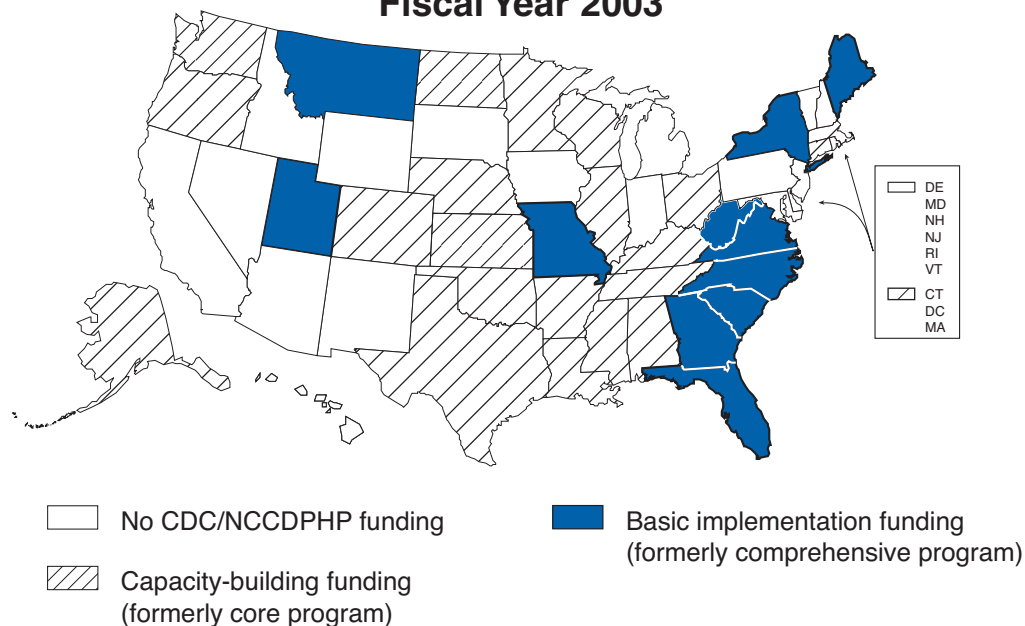 Fiscal Year 2003
DE
MD
NH
NJ
RI
VT
CT
DC
MA
No CDC/NCCDPHP funding
Capacity-building funding
(formerly core program)
Basic implementation funding
(formerly comprehensive program)